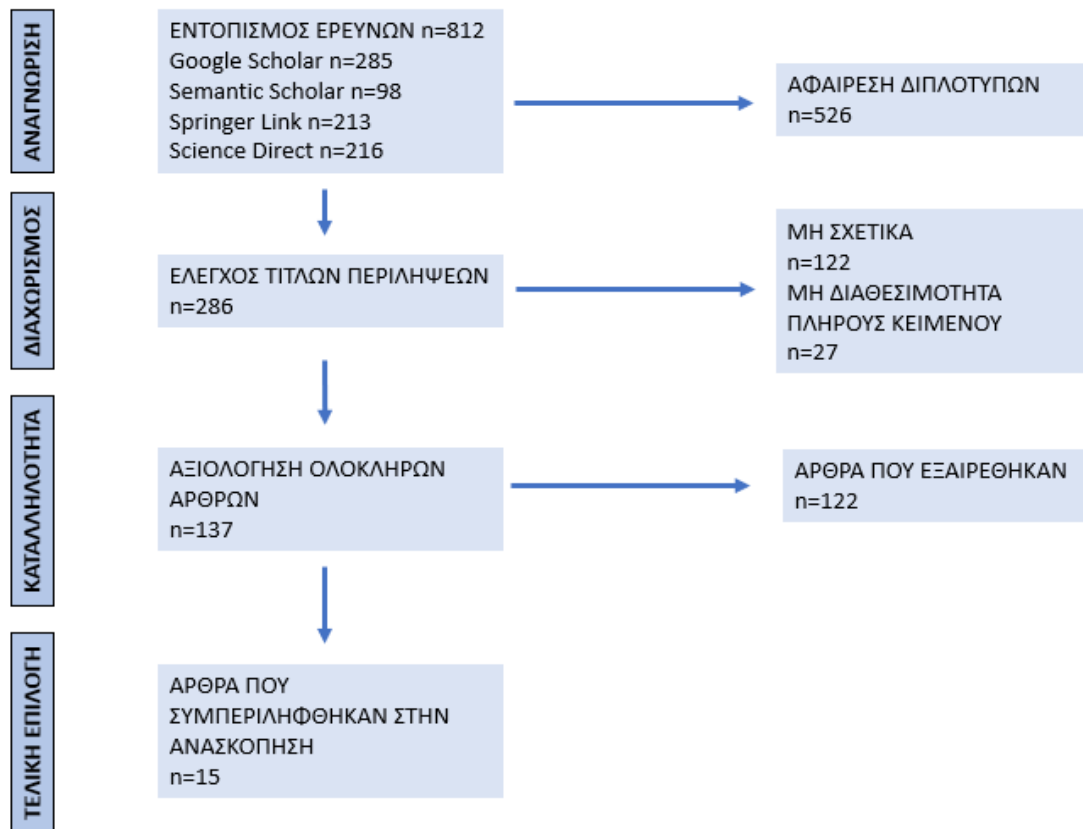 ΑΝΑΓΝΩΡΙΣΗ
ΕΝΤΟΠΙΣΜΟΣ ΕΡΕΥΝΩΝ n=812
Google Scholar n=285
Semantic Scholar n=98
Springer Link n=213
Science Direct n=216
ΑΦΑΙΡΕΣΗ ΔΙΠΛΟΤΥΠΩΝ
n=526
ΔΙΑΧΩΡΙΣΜΟΣ
ΕΛΕΓΧΟΣ ΤΙΤΛΩΝ ΠΕΡΙΛΗΨΕΩΝ
n=286
ΜΗ ΣΧΕΤΙΚΑ
n=122
ΜΗ ΔΙΑΘΕΣΙΜΟΤΗΤΑ
ΠΛΗΡΟΥΣ ΚΕΙΜΕΝΟΥ
n=27
ΚΑΤΑΛΛΗΛΟΤΗΤΑ
ΑΞΙΟΛΟΓΗΣΗ ΟΛΟΚΛΗΡΩΝ
ΑΡΘΡΩΝ
n=137
ΑΡΘΡΑ ΠΟΥ ΕΞΑΙΡΕΘΗΚΑΝ
n=122
ΤΕΛΙΚΗ ΕΠΙΛΟΓΗ
ΑΡΘΡΑ ΠΟΥ
ΣΥΜΠΕΡΙΛΗΦΘΗΚΑΝ ΣΤΗΝ
ΑΝΑΣΚΟΠΗΣΗ
n=15